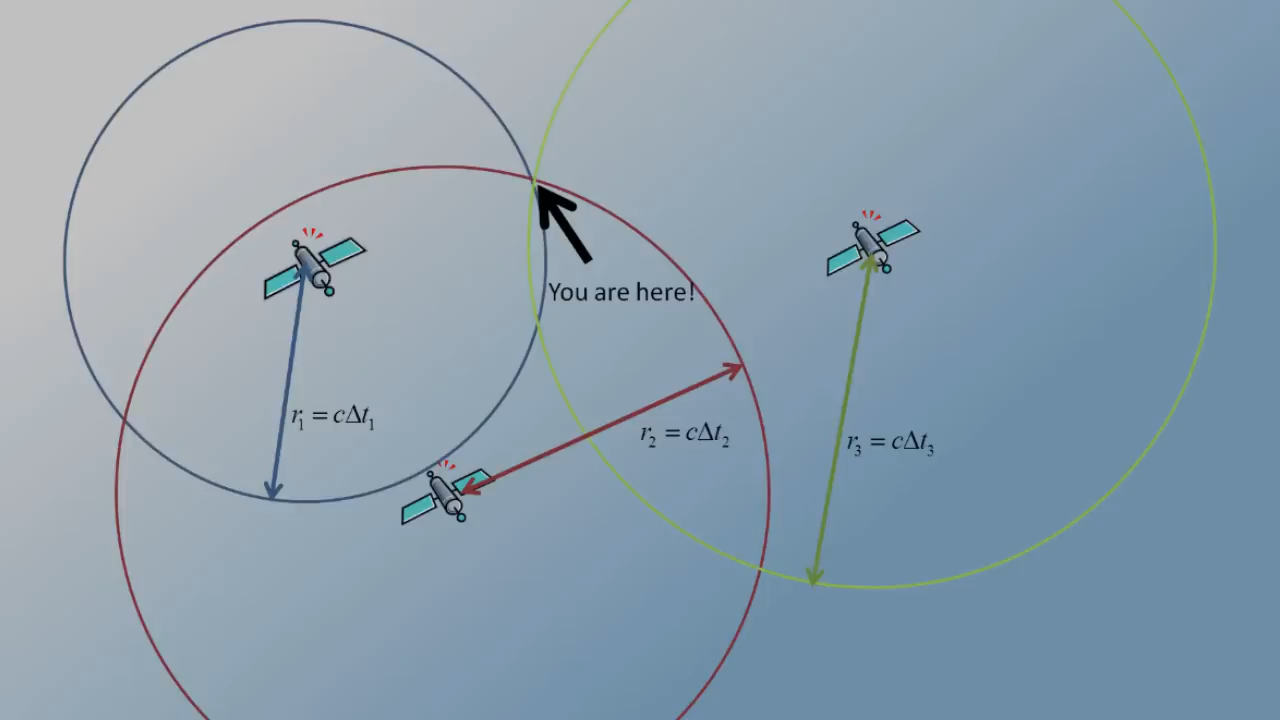 You are here!
r₁ = cΔt₁
r₂ = cΔt₂
r₃ = cΔt₃